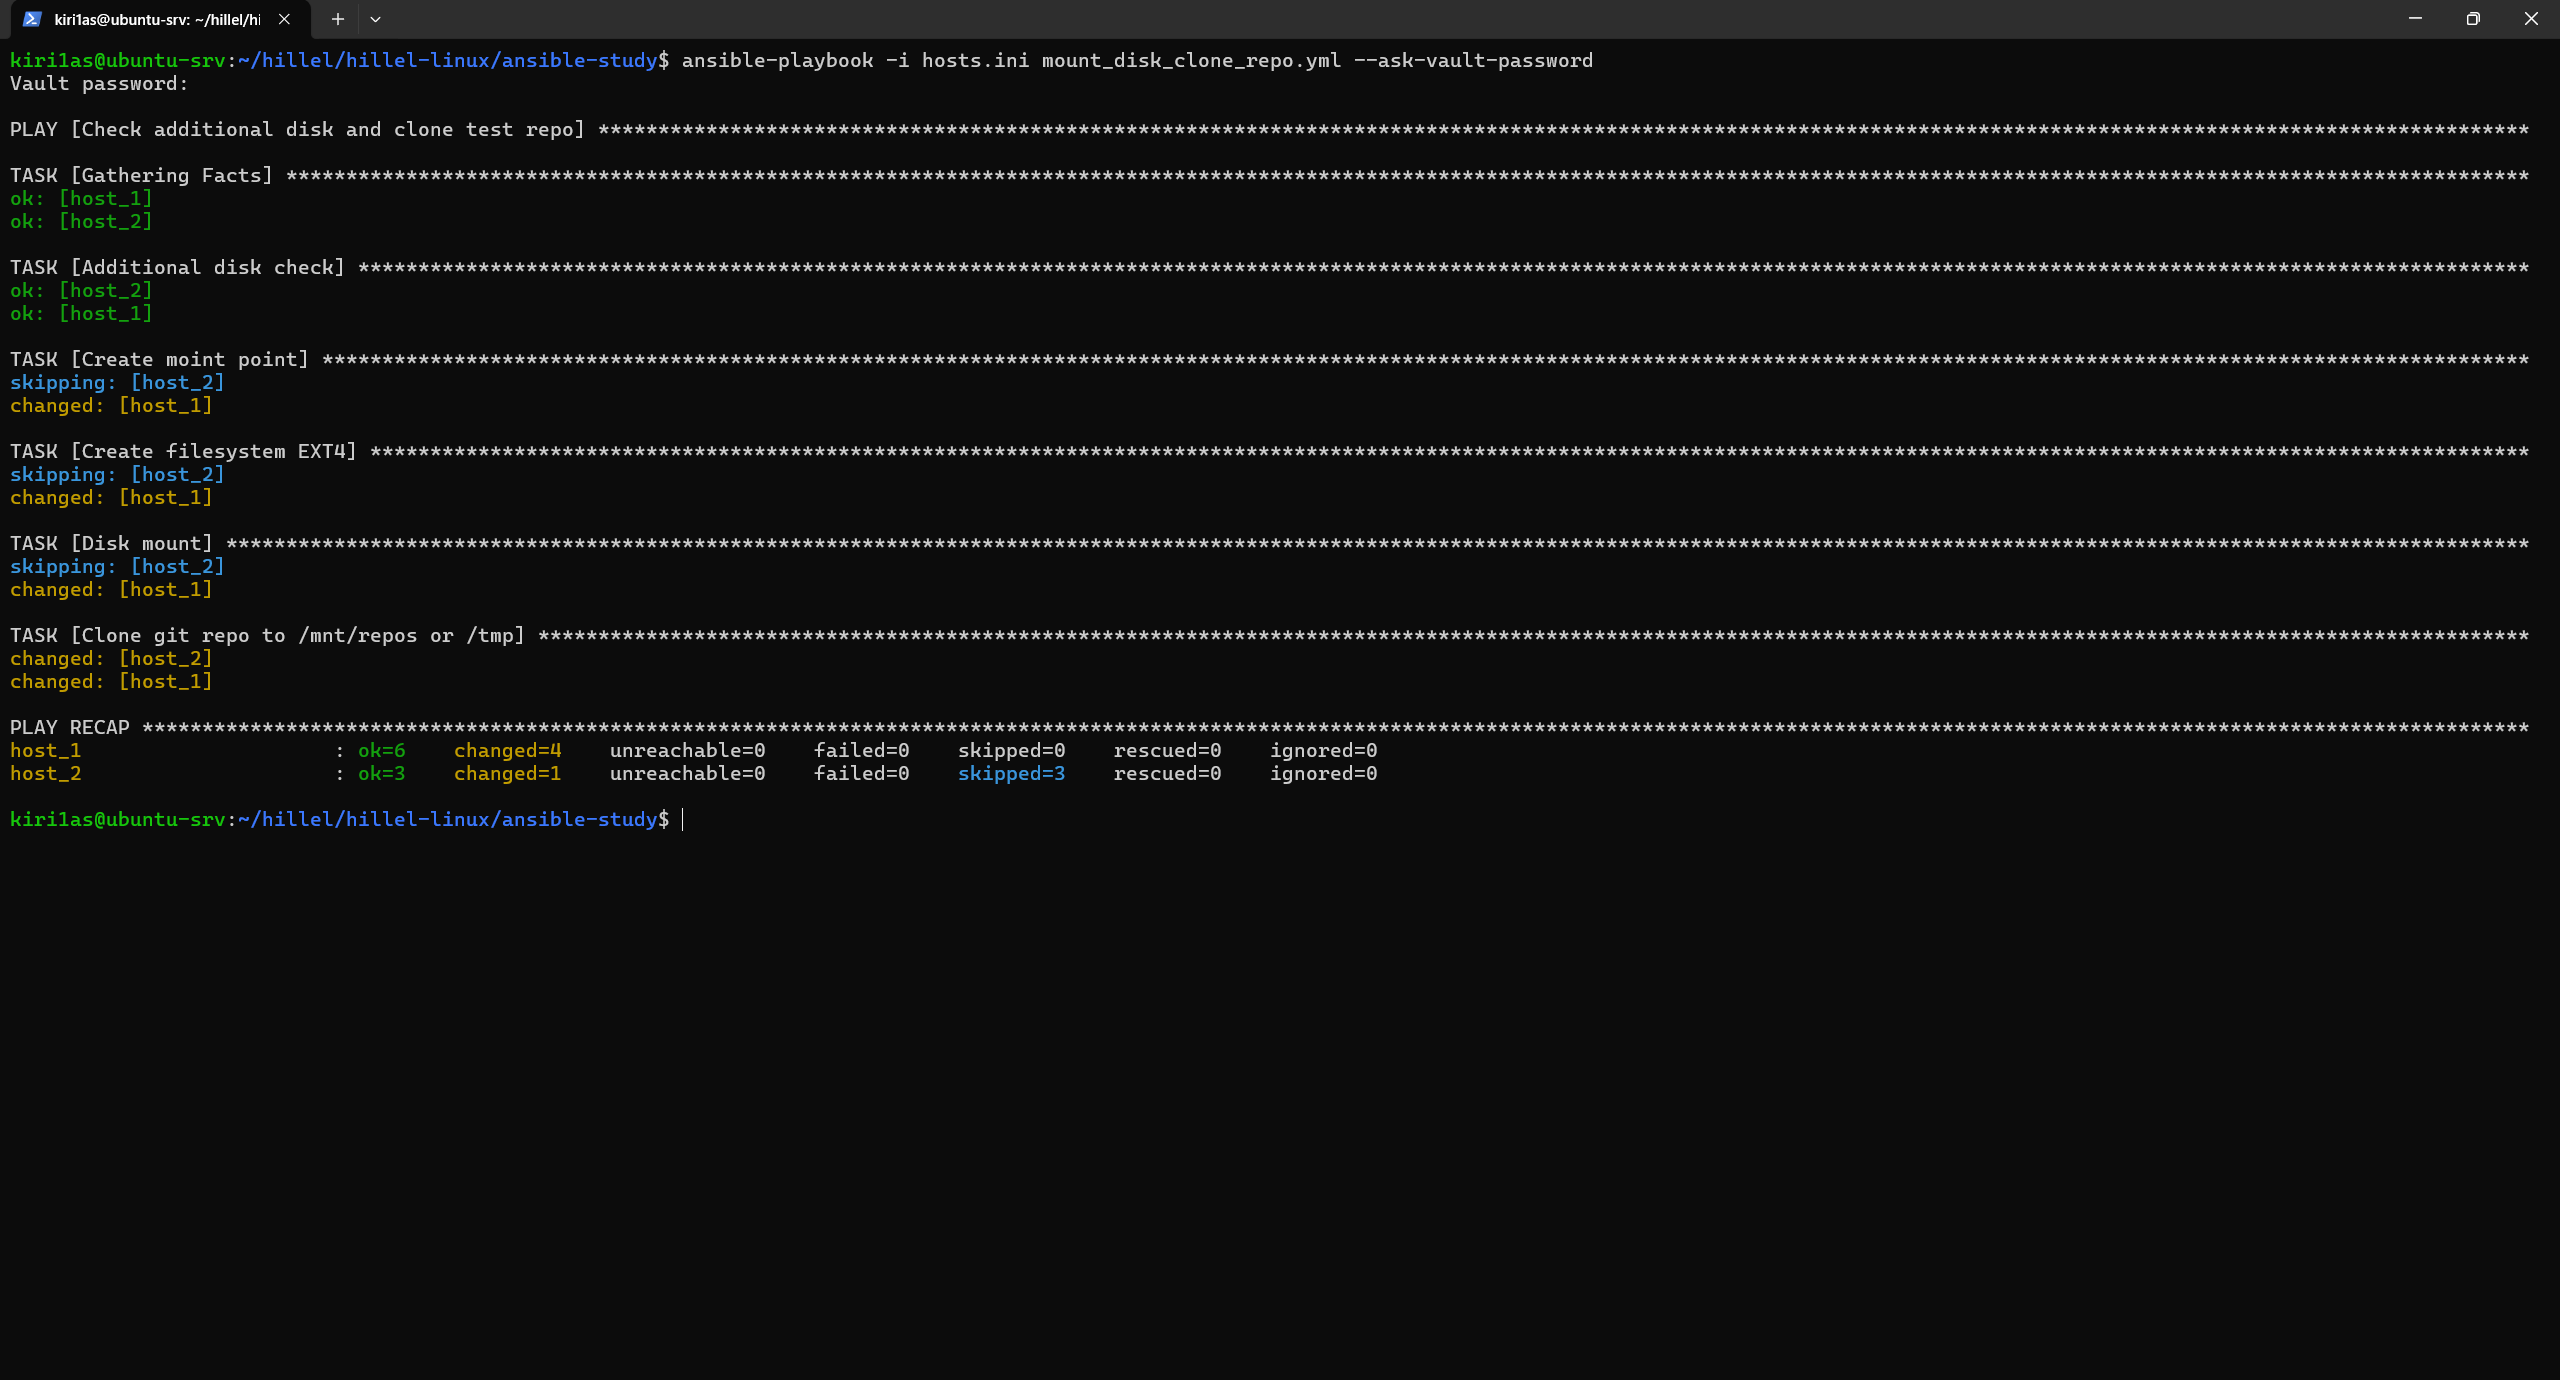 kiri1as@ubuntu-srv: ~/hillel/hi
kiri1as@ubuntu-srv:~/hillel/hillel-linux/ansible-study$ ansible-playbook -i hosts.ini mount_disk_clone_repo.yml --ask-vault-password
Vault password:
PLAY [Check additional disk and clone test repo] *****************************************************************************************************************************************************************
TASK [Gathering Facts] *******************************************************************************************************************************************************************************************
ok: [host_1]
ok: [host_2]
TASK [Additional disk check] *************************************************************************************************************************************************************************************
ok: [host_2]
ok: [host_1]
TASK [Create moint point] ****************************************************************************************************************************************************************************************
skipping: [host_2]
changed: [host_1]
TASK [Create filesystem EXT4] ************************************************************************************************************************************************************************************
skipping: [host_2]
changed: [host_1]
TASK [Disk mount] ************************************************************************************************************************************************************************************************
skipping: [host_2]
changed: [host_1]
TASK [Clone git repo to /mnt/repos or /tmp] **********************************************************************************************************************************************************************
changed: [host_2]
changed: [host_1]
PLAY RECAP *******************************************************************************************************************************************************************************************************
host_1                     : ok=6    changed=4    unreachable=0    failed=0    skipped=0    rescued=0    ignored=0
host_2                     : ok=3    changed=1    unreachable=0    failed=0    skipped=3    rescued=0    ignored=0
kiri1as@ubuntu-srv:~/hillel/hillel-linux/ansible-study$